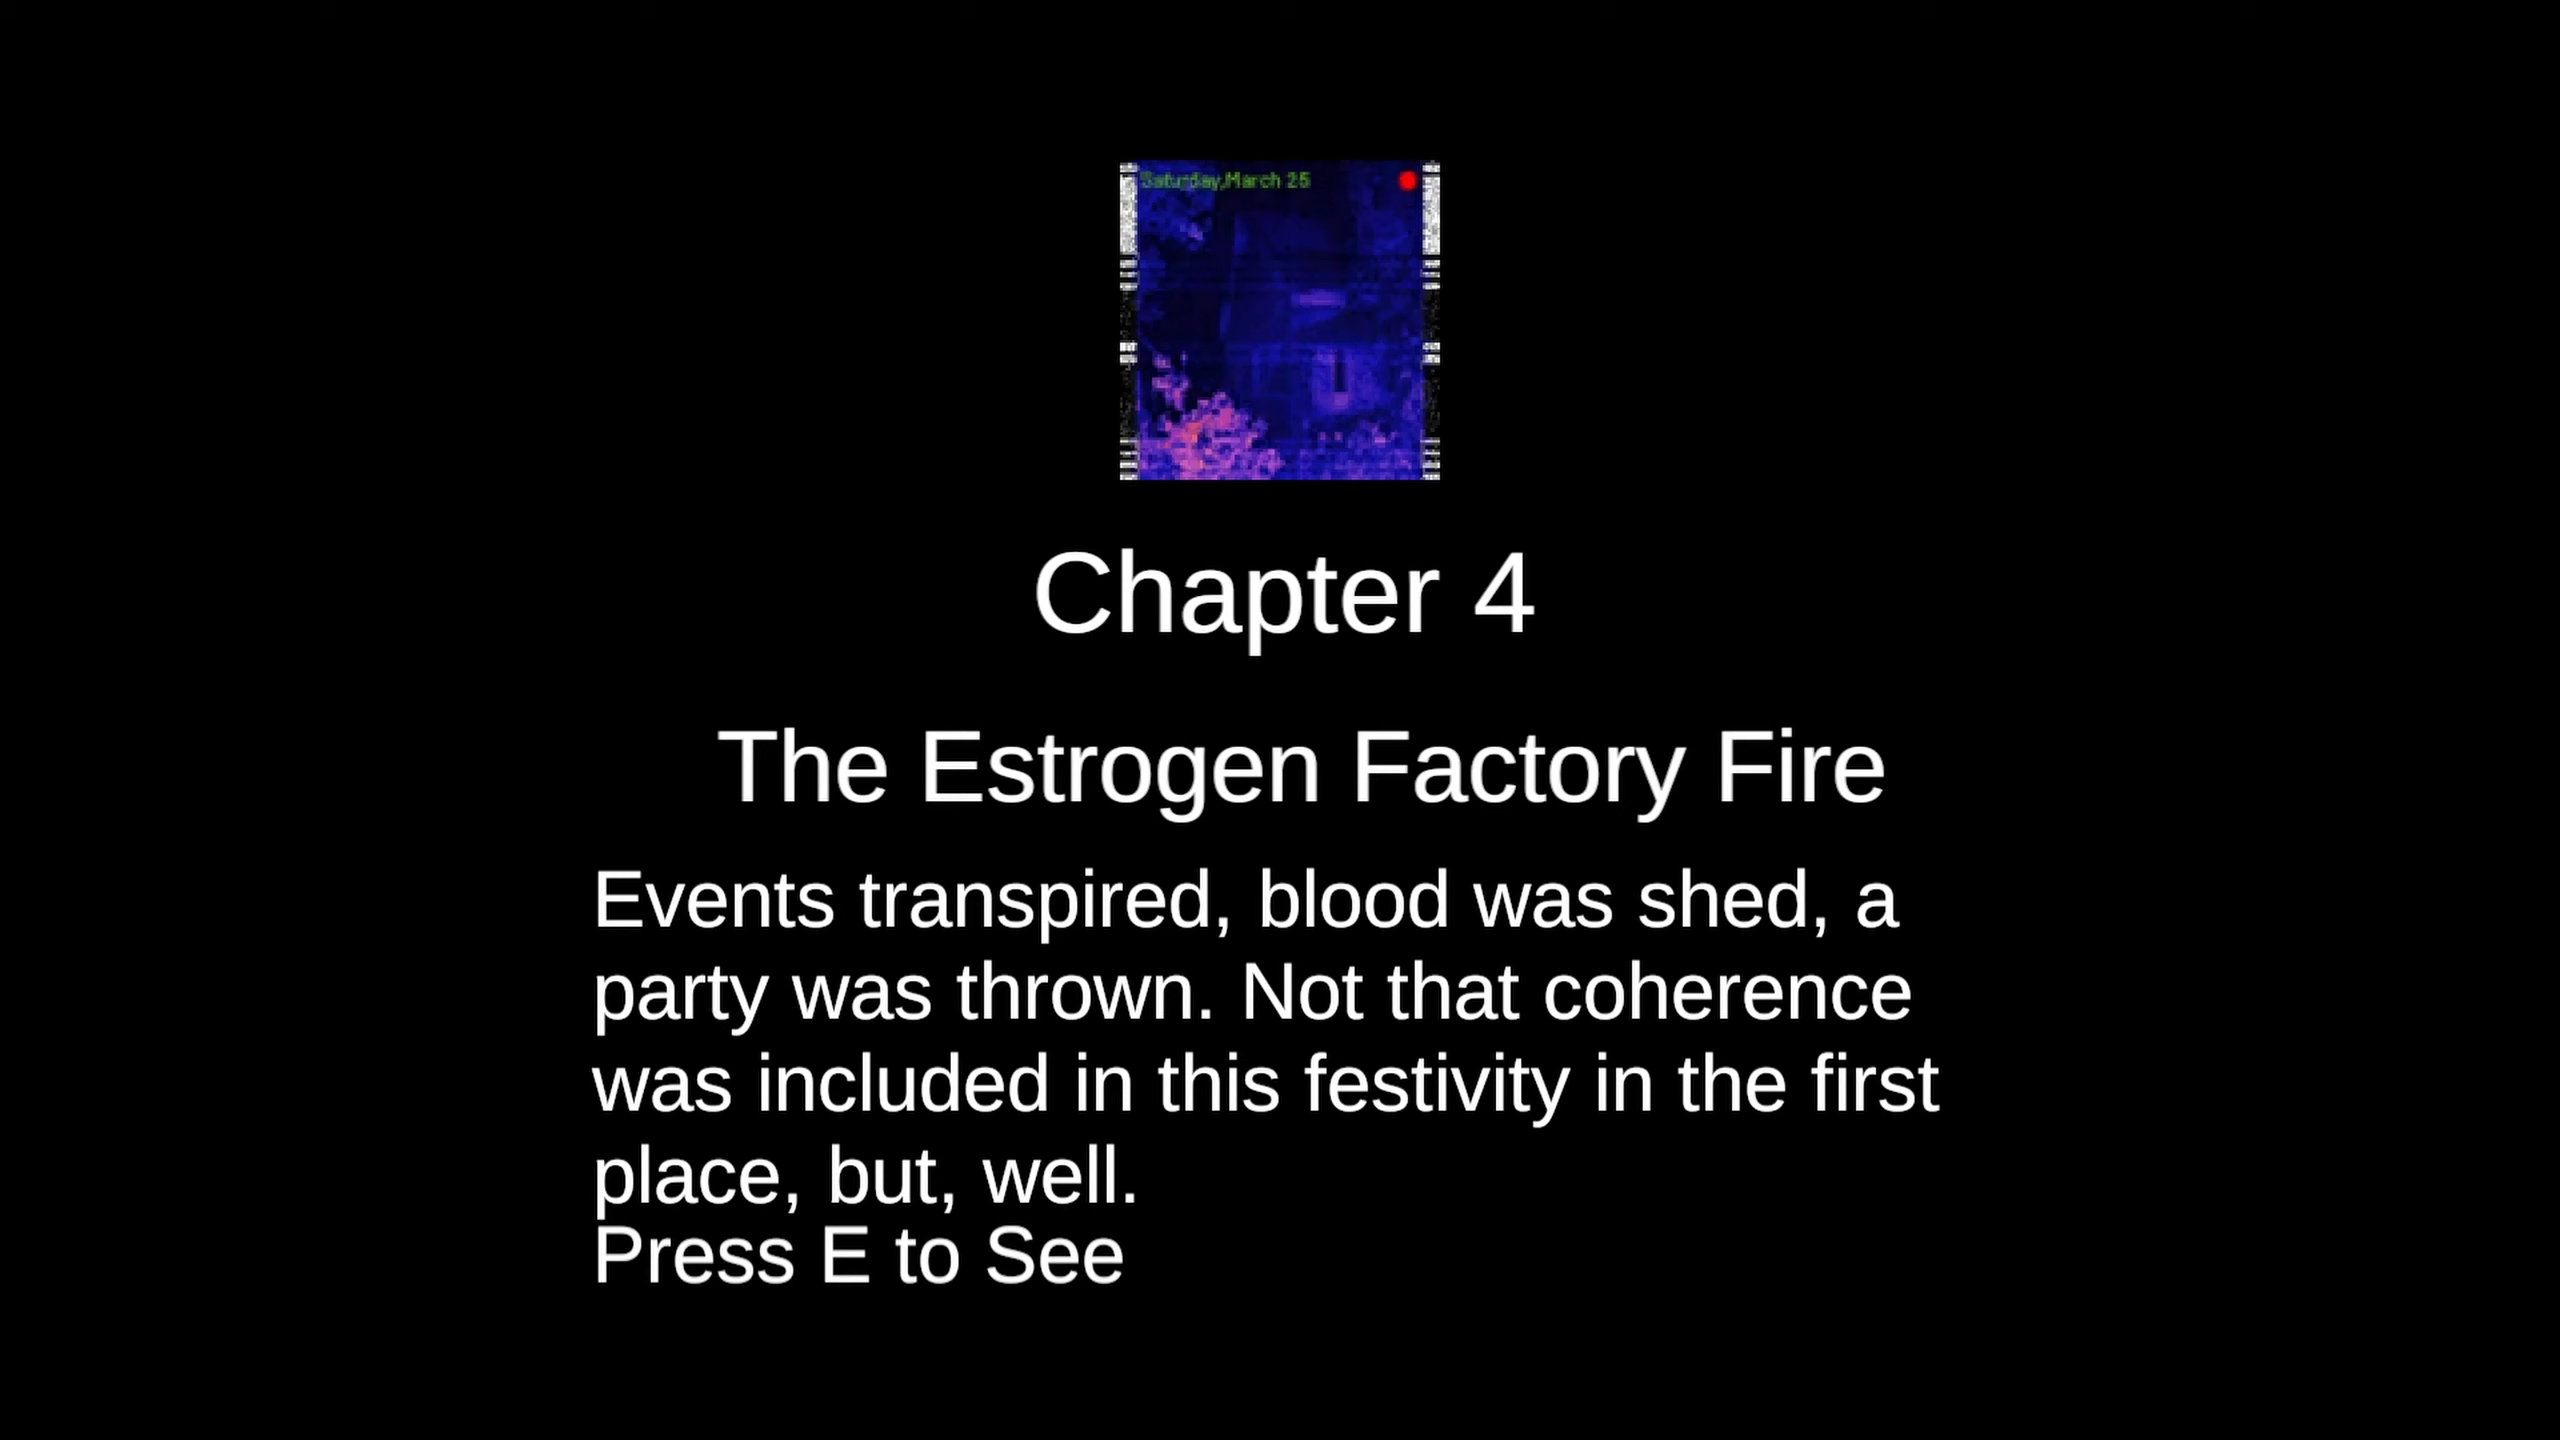 Saturday,March 25
Chapter 4
The Estrogen Factory Fire
Events transpired, blood was shed, a
party was thrown. Not that coherence
was included in this festivity in the first
place, but, well.
Press E to See